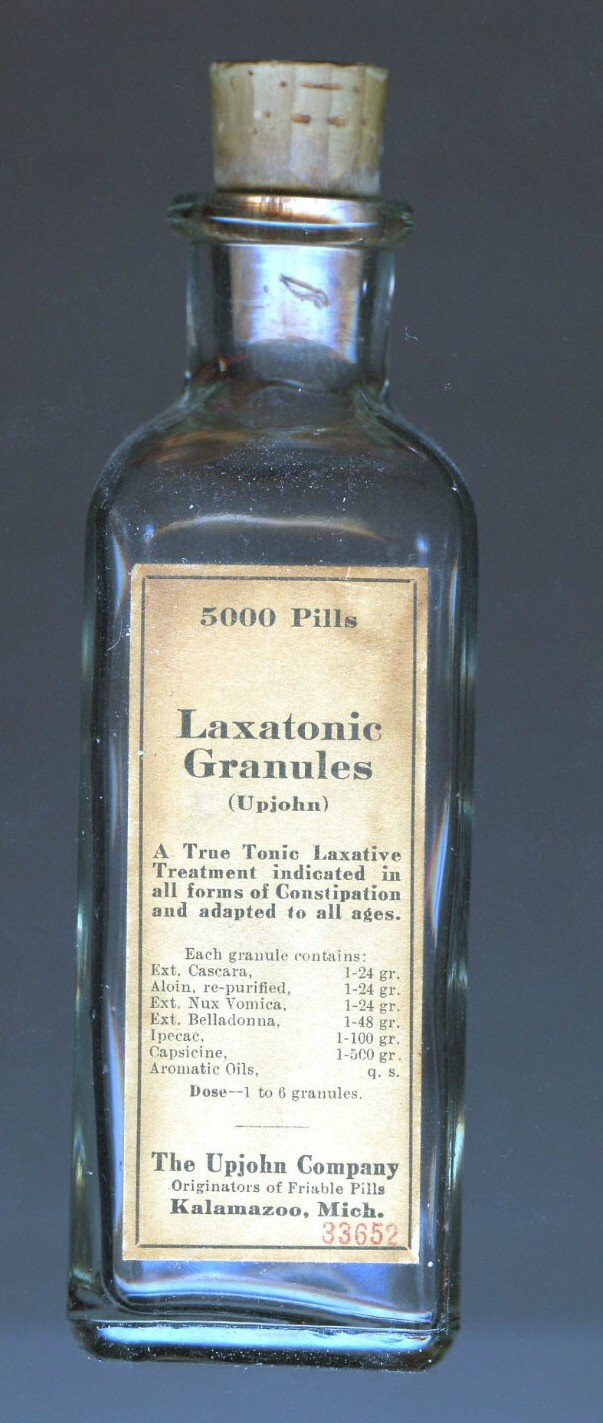 5000 Pills
Laxatonic
Granules
(Upjohn)
A True Tonic Laxative
Treatment indicated in
all forms of Constipation
and adapted to all ages.
Each granule contains:
Ext. Cascara, 1-24 gr.
Aloin, re-purified, 1-24 gr.
Ext. Nux Vomica, 1-24 gr.
Ext. Belladonna, 1-48 gr.
Ipecac, 1-100 gr.
Capsicine, 1-500 gr.
Aromatic Oils, q. s.
Dose--1 to 6 granules.
The Upjohn Company
Originators of Friable Pills
Kalamazoo, Mich.
33652